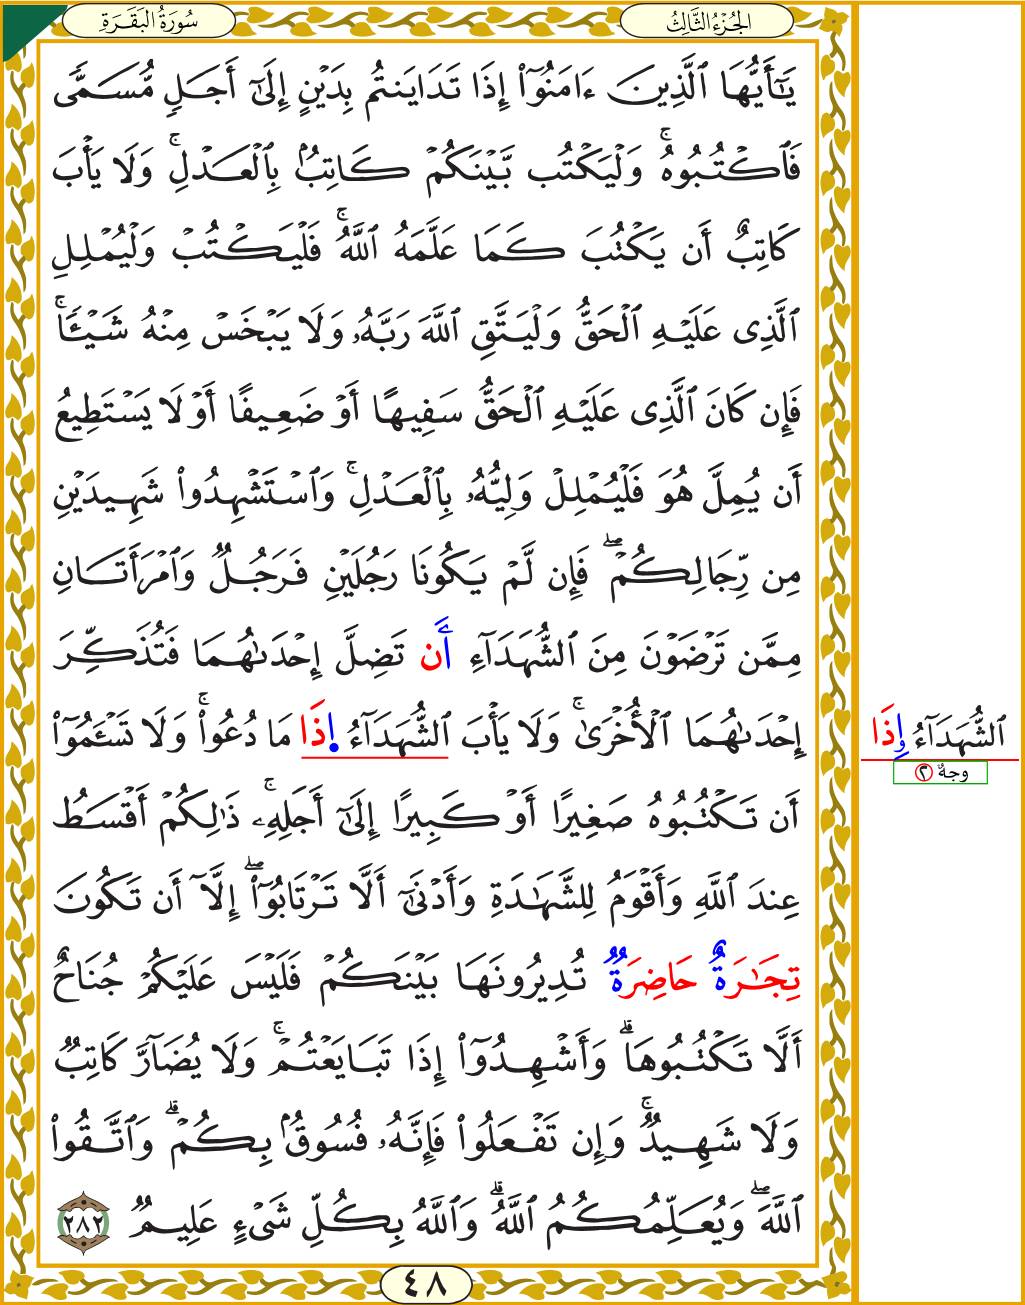 سُورَةُ البَقَرَةِ
الجُزْءُ الثَّالِثُ
يَٰٓأَيُّهَا ٱلَّذِينَ ءَامَنُوٓا۟ إِذَا تَدَايَنتُم بِدَيْنٍ إِلَىٰٓ أَجَلٍ مُّسَمًّى
فَٱكْتُبُوهُ ۚ وَلْيَكْتُب بَّيْنَكُمْ كَاتِبٌۢ بِٱلْعَدْلِ ۚ وَلَا يَأْبَ
كَاتِبٌ أَن يَكْتُبَ كَمَا عَلَّمَهُ ٱللَّهُ ۚ فَلْيَكْتُبْ وَلْيُمْلِلِ
ٱلَّذِى عَلَيْهِ ٱلْحَقُّ وَلْيَتَّقِ ٱللَّهَ رَبَّهُۥ وَلَا يَبْخَسْ مِنْهُ شَيْـًٔا ۚ
فَإِن كَانَ ٱلَّذِى عَلَيْهِ ٱلْحَقُّ سَفِيهًا أَوْ ضَعِيفًا أَوْ لَا يَسْتَطِيعُ
أَن يُمِلَّ هُوَ فَلْيُمْلِلْ وَلِيُّهُۥ بِٱلْعَدْلِ ۚ وَٱسْتَشْهِدُوا۟ شَهِيدَيْنِ
مِن رِّجَالِكُمْ ۖ فَإِن لَّمْ يَكُونَا رَجُلَيْنِ فَرَجُلٌ وَٱمْرَأَتَانِ
مِمَّن تَرْضَوْنَ مِنَ ٱلشُّهَدَآءِ أَن تَضِلَّ إِحْدَىٰهُمَا فَتُذَكِّرَ
إِحْدَىٰهُمَا ٱلْأُخْرَىٰ ۚ وَلَا يَأْبَ ٱلشُّهَدَآءُ اِ۬ذَا مَا دُعُوا۟ ۚ وَلَا تَسْـَٔمُوٓا۟
ٱلشُّهَدَآءُ وِإِذَا
وجهٌ ٢
أَن تَكْتُبُوهُ صَغِيرًا أَوْ كَبِيرًا إِلَىٰٓ أَجَلِهِۦ ۚ ذَٰلِكُمْ أَقْسَطُ
عِندَ ٱللَّهِ وَأَقْوَمُ لِلشَّهَٰدَةِ وَأَدْنَىٰٓ أَلَّا تَرْتَابُوٓا۟ ۖ إِلَّآ أَن تَكُونَ
تِجَٰرَةٌ حَاضِرَةٌ تُدِيرُونَهَا بَيْنَكُمْ فَلَيْسَ عَلَيْكُمْ جُنَاحٌ
أَلَّا تَكْتُبُوهَا ۗ وَأَشْهِدُوٓا۟ إِذَا تَبَايَعْتُمْ ۚ وَلَا يُضَآرَّ كَاتِبٌ
وَلَا شَهِيدٌ ۚ وَإِن تَفْعَلُوا۟ فَإِنَّهُۥ فُسُوقٌۢ بِكُمْ ۗ وَٱتَّقُوا۟
ٱللَّهَ ۖ وَيُعَلِّمُكُمُ ٱللَّهُ ۗ وَٱللَّهُ بِكُلِّ شَىْءٍ عَلِيمٌ ٢٨٢
٤٨